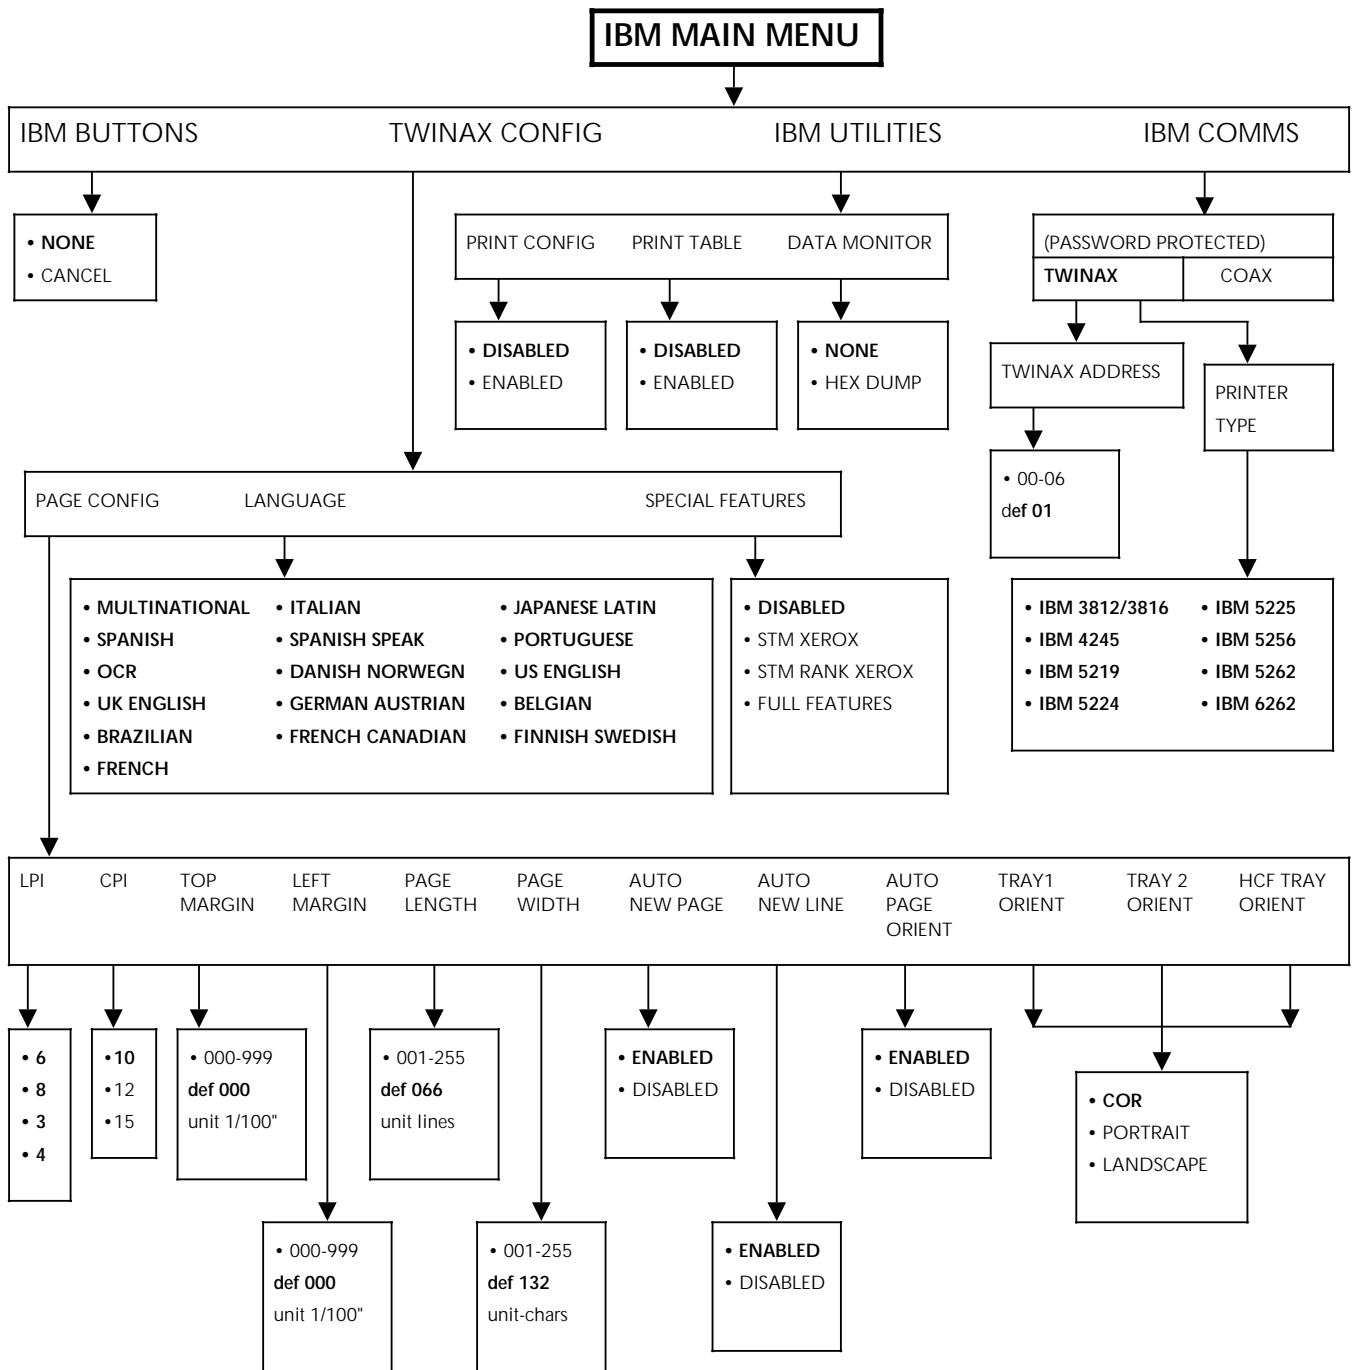 IBM MAIN MENU
IBM BUTTONS TWINAX CONFIG IBM UTILITIES IBM COMMS
• NONE
• CANCEL
PRINT CONFIG PRINT TABLE DATA MONITOR
(PASSWORD PROTECTED)
TWINAX COAX
• DISABLED
• ENABLED
• DISABLED
• ENABLED
• NONE
• HEX DUMP
TWINAX ADDRESS
PRINTER
TYPE
• 00-06
def 01
PAGE CONFIG LANGUAGE SPECIAL FEATURES
• MULTINATIONAL • ITALIAN • JAPANESE LATIN
• SPANISH • SPANISH SPEAK • PORTUGUESE
• OCR • DANISH NORWEGN • US ENGLISH
• UK ENGLISH • GERMAN AUSTRIAN • BELGIAN
• BRAZILIAN • FRENCH CANADIAN • FINNISH SWEDISH
• FRENCH
• DISABLED
• STM XEROX
• STM RANK XEROX
• FULL FEATURES
• IBM 3812/3816 • IBM 5225
• IBM 4245 • IBM 5256
• IBM 5219 • IBM 5262
• IBM 5224 • IBM 6262
LPI
CPI
TOP
MARGIN
LEFT
MARGIN
PAGE
LENGTH
PAGE
WIDTH
AUTO
NEW PAGE
AUTO
NEW LINE
AUTO
PAGE
ORIENT
TRAY1
ORIENT
TRAY 2
ORIENT
HCF TRAY
ORIENT
• 6
• 8
• 3
• 4
•10
•12
•15
• 000-999
def 000
unit 1/100"
• 001-255
def 066
unit lines
• ENABLED
• DISABLED
• ENABLED
• DISABLED
• COR
• PORTRAIT
• LANDSCAPE
• 000-999
def 000
unit 1/100"
• 001-255
def 132
unit-chars
• ENABLED
• DISABLED